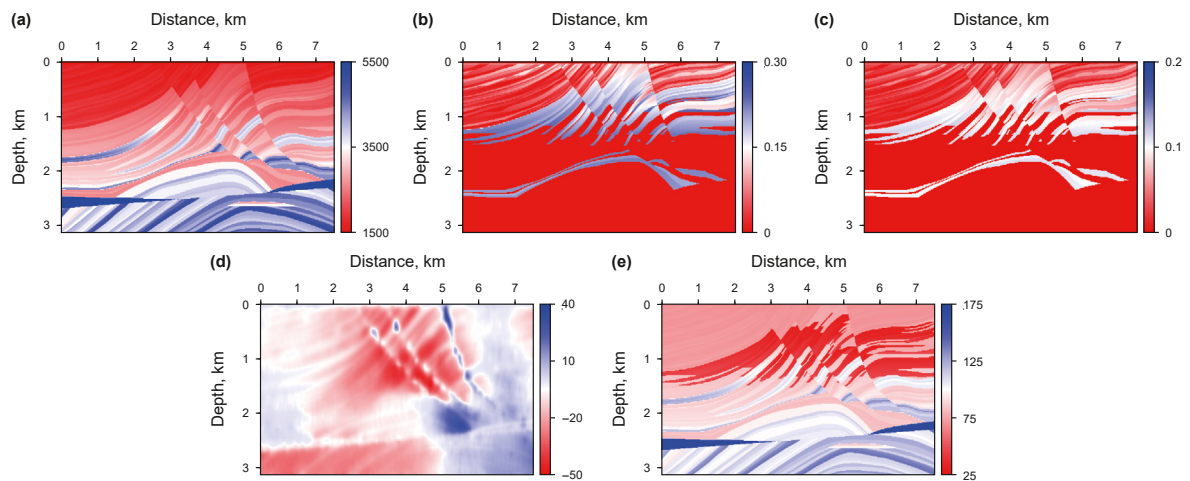 (a) Distance, km
0 1 2 3 4 5 6 7
Depth, km
0
1
2
3
5500
3500
1500
(b) Distance, km
0 1 2 3 4 5 6 7
Depth, km
0
1
2
3
0.30
0.15
0
(c) Distance, km
0 1 2 3 4 5 6 7
Depth, km
0
1
2
3
0.2
0.1
0
(d) Distance, km
0 1 2 3 4 5 6 7
Depth, km
0
1
2
3
40
10
−20
−50
(e) Distance, km
0 1 2 3 4 5 6 7
Depth, km
0
1
2
3
175
125
75
25